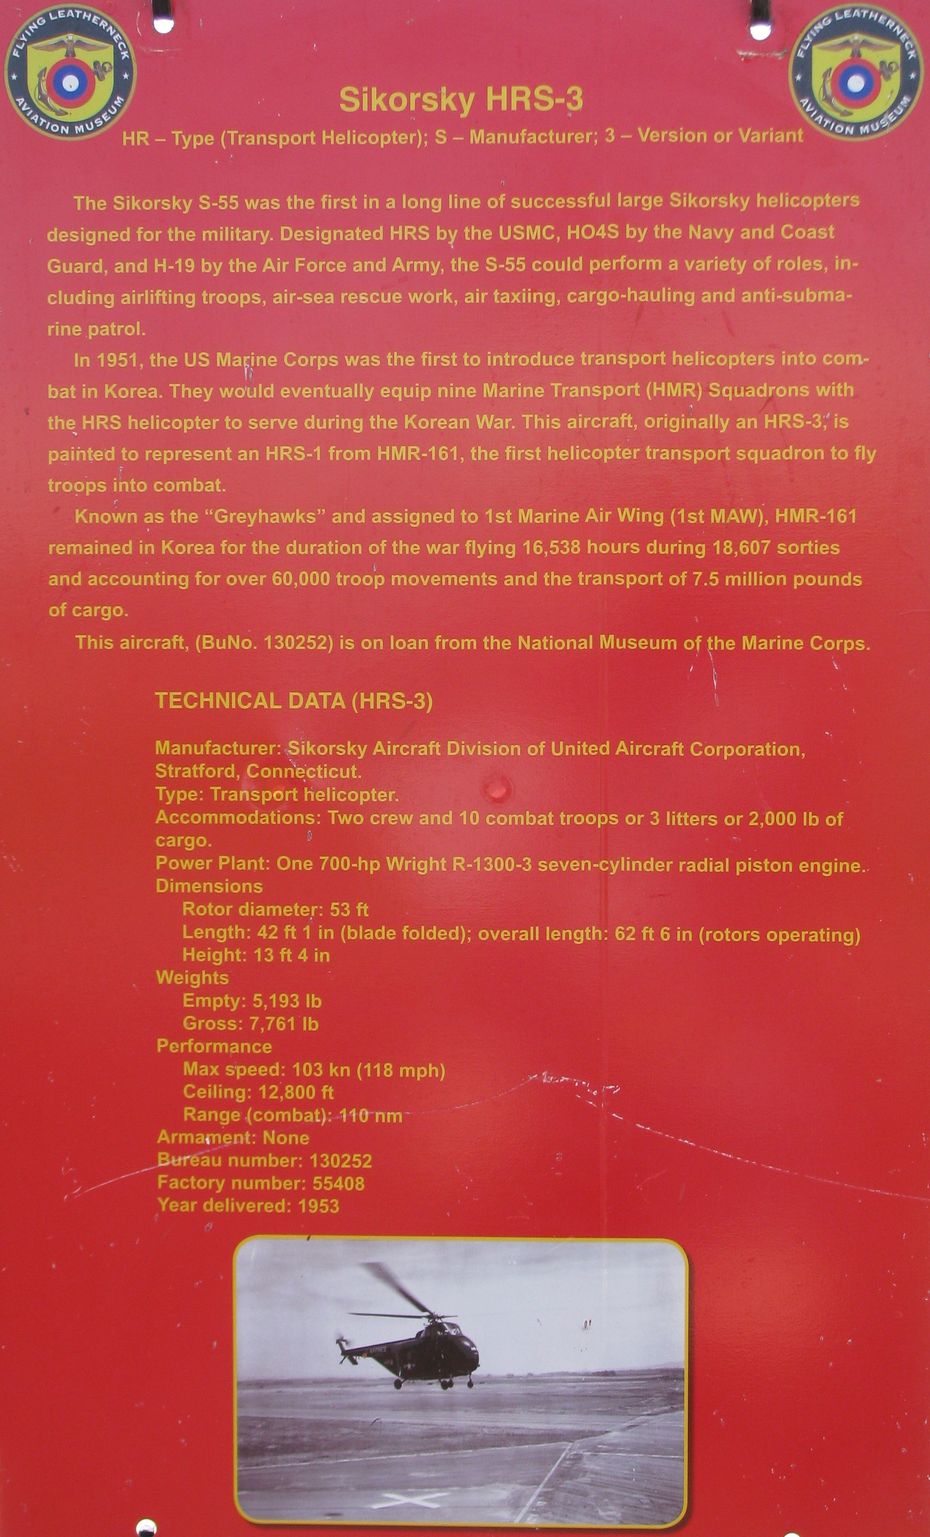 FLYING LEATHERNECK
AVIATION MUSEUM
FLYING LEATHERNECK
AVIATION MUSEUM
Sikorsky HRS-3
HR – Type (Transport Helicopter); S – Manufacturer; 3 – Version or Variant
The Sikorsky S-55 was the first in a long line of successful large Sikorsky helicopters
designed for the military. Designated HRS by the USMC, HO4S by the Navy and Coast
Guard, and H-19 by the Air Force and Army, the S-55 could perform a variety of roles, in-
cluding airlifting troops, air-sea rescue work, air taxiing, cargo-hauling and anti-subma-
rine patrol.
In 1951, the US Marine Corps was the first to introduce transport helicopters into com-
bat in Korea. They would eventually equip nine Marine Transport (HMR) Squadrons with
the HRS helicopter to serve during the Korean War. This aircraft, originally an HRS-3, is
painted to represent an HRS-1 from HMR-161, the first helicopter transport squadron to fly
troops into combat.
Known as the “Greyhawks” and assigned to 1st Marine Air Wing (1st MAW), HMR-161
remained in Korea for the duration of the war flying 16,538 hours during 18,607 sorties
and accounting for over 60,000 troop movements and the transport of 7.5 million pounds
of cargo.
This aircraft, (BuNo. 130252) is on loan from the National Museum of the Marine Corps.
TECHNICAL DATA (HRS-3)
Manufacturer: Sikorsky Aircraft Division of United Aircraft Corporation,
Stratford, Connecticut.
Type: Transport helicopter.
Accommodations: Two crew and 10 combat troops or 3 litters or 2,000 lb of
cargo.
Power Plant: One 700-hp Wright R-1300-3 seven-cylinder radial piston engine.
Dimensions
Rotor diameter: 53 ft
Length: 42 ft 1 in (blade folded); overall length: 62 ft 6 in (rotors operating)
Height: 13 ft 4 in
Weights
Empty: 5,193 lb
Gross: 7,761 lb
Performance
Max speed: 103 kn (118 mph)
Ceiling: 12,800 ft
Range (combat): 110 nm
Armament: None
Bureau number: 130252
Factory number: 55408
Year delivered: 1953